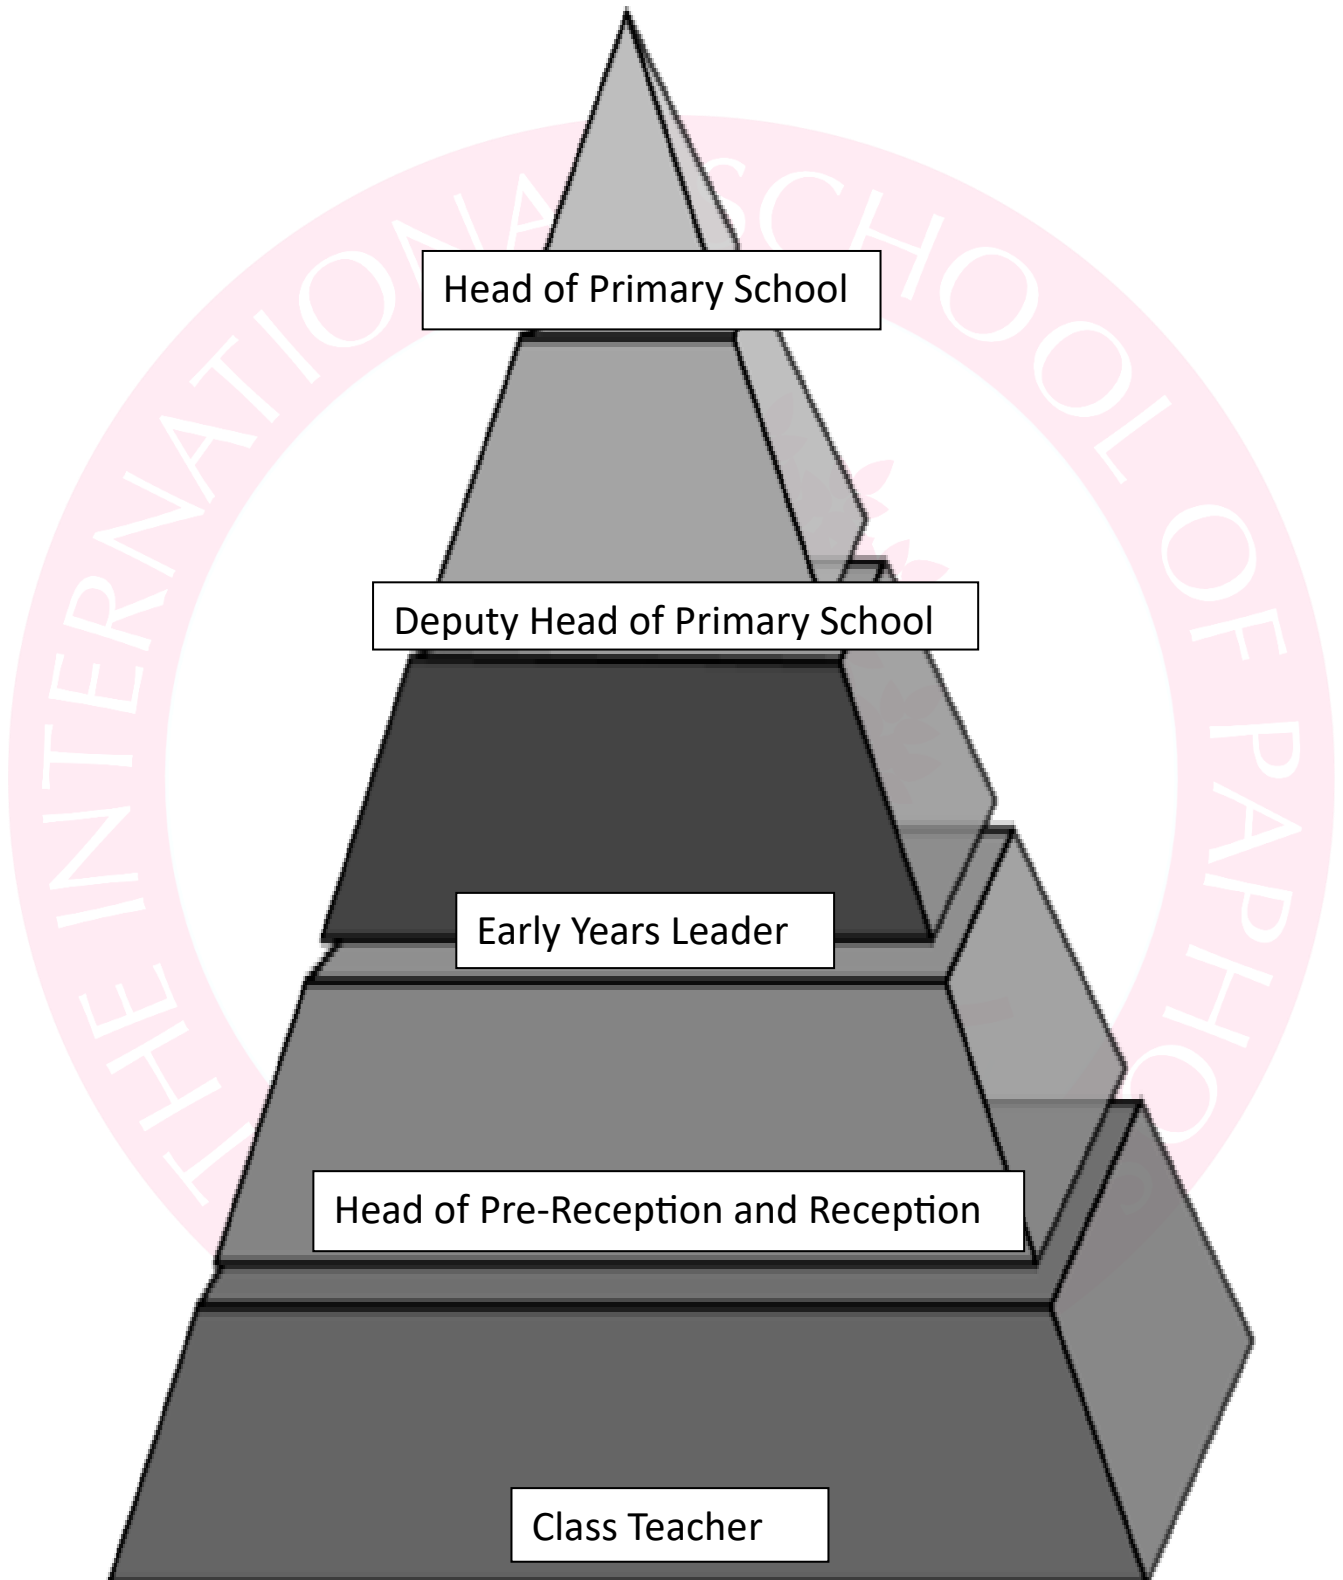 THE INTERNATIONAL SCHOOL OF PAPHOS
Head of Primary School
Deputy Head of Primary School
Early Years Leader
Head of Pre-Reception and Reception
Class Teacher